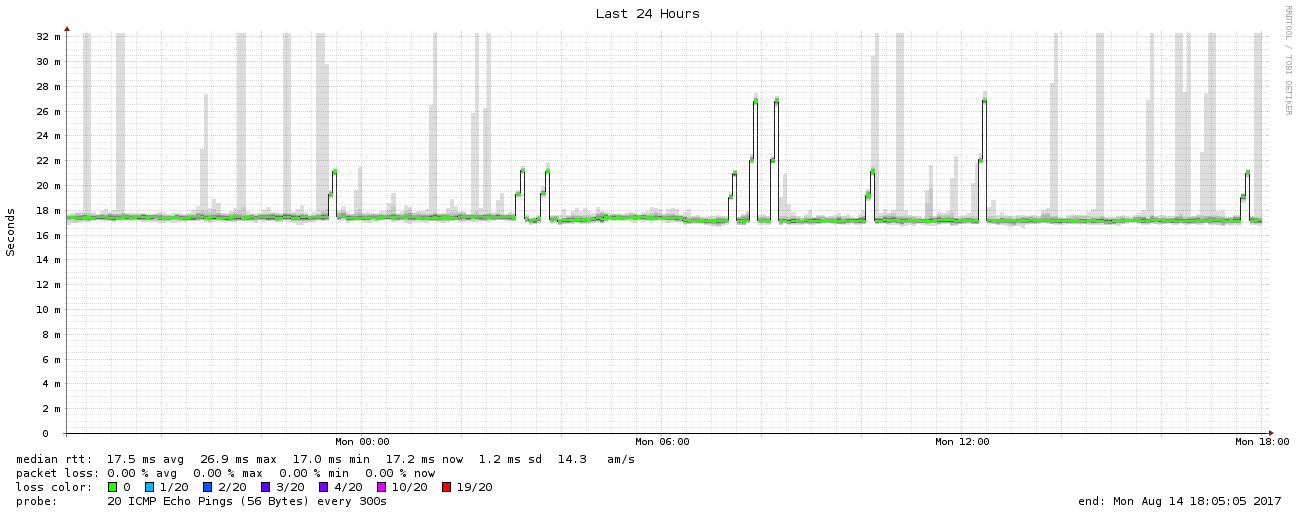 Last 24 Hours
RRDTOOL / TOBI OETIKER
Seconds
32 m
30 m
28 m
26 m
24 m
22 m
20 m
18 m
16 m
14 m
12 m
10 m
8 m
6 m
4 m
2 m
0
Mon 00:00 Mon 06:00 Mon 12:00 Mon 18:00
median rtt: 17.5 ms avg 26.9 ms max 17.0 ms min 17.2 ms now 1.2 ms sd 14.3 am/s
packet loss: 0.00 % avg 0.00 % max 0.00 % min 0.00 % now
loss color: 0 1/20 2/20 3/20 4/20 10/20 19/20
probe: 20 ICMP Echo Pings (56 Bytes) every 300s end: Mon Aug 14 18:05:05 2017